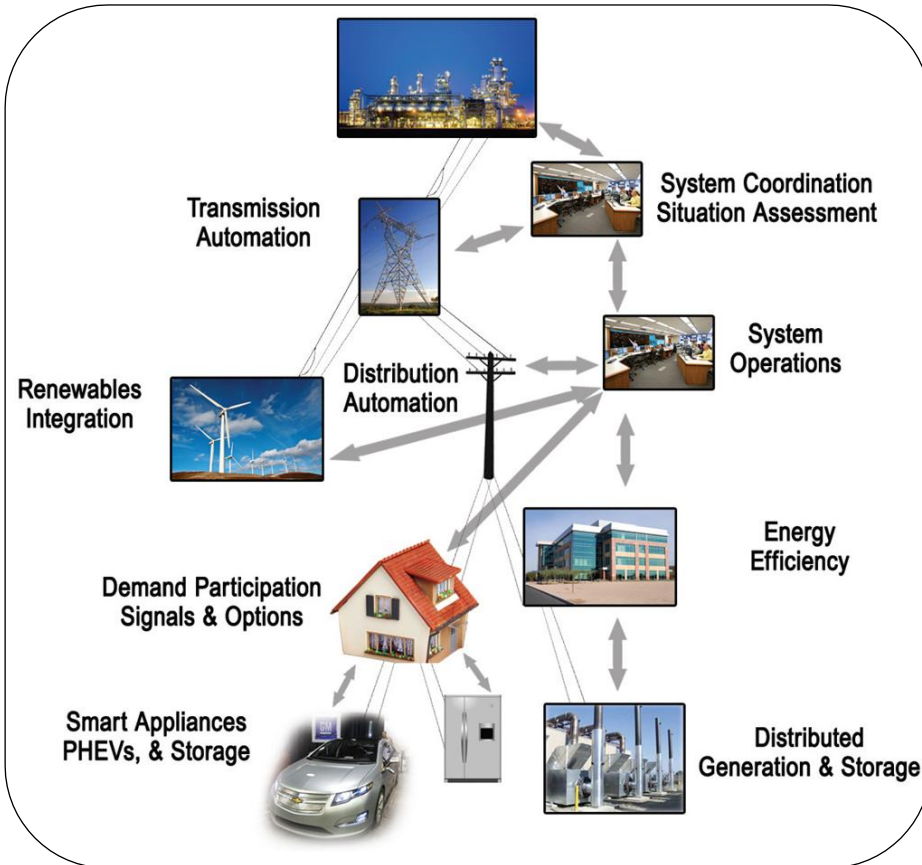 System Coordination
Situation Assessment
Transmission
Automation
System
Operations
Distribution
Automation
Renewables
Integration
Energy
Efficiency
Demand Participation
Signals & Options
Smart Appliances
PHEVs, & Storage
GM
Distributed
Generation & Storage